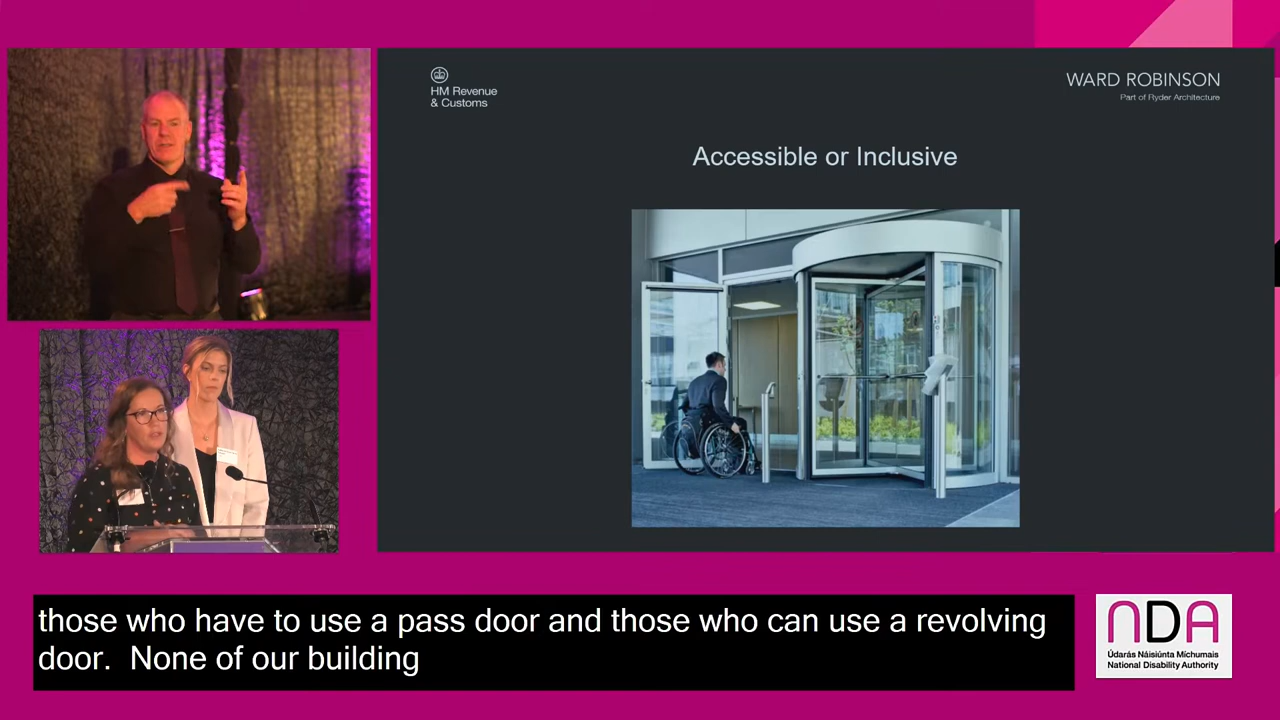 HM Revenue
& Customs
WARD ROBINSON
Part of Ryder Architecture
Accessible or Inclusive
those who have to use a pass door and those who can use a revolving
door.  None of our building
NDA
Údarás Náisiúnta Míchumais
National Disability Authority